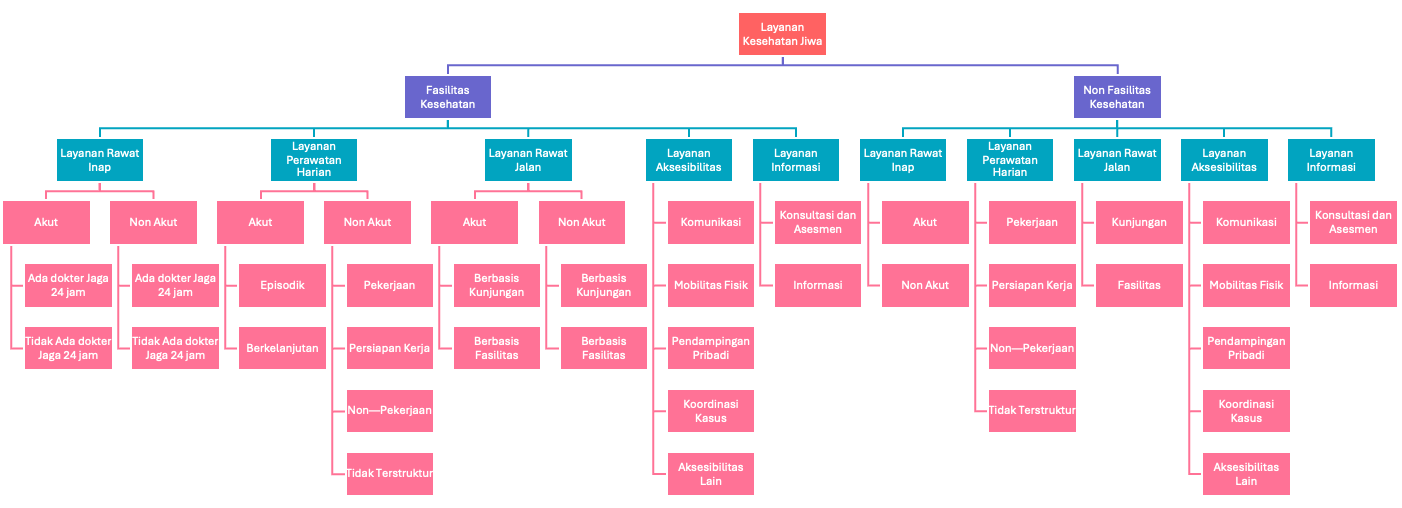 Layanan
Kesehatan Jiwa
Fasilitas
Kesehatan
Non Fasilitas
Kesehatan
Layanan Rawat
Inap
Layanan
Perawatan
Harian
Layanan Rawat
Jalan
Layanan
Aksesibilitas
Layanan
Informasi
Layanan Rawat
Inap
Layanan
Perawatan
Harian
Layanan Rawat
Jalan
Layanan
Aksesibilitas
Layanan
Informasi
Akut
Non Akut
Akut
Non Akut
Akut
Non Akut
Komunikasi
Konsultasi dan
Asesmen
Akut
Pekerjaan
Kunjungan
Komunikasi
Konsultasi dan
Asesmen
Ada dokter Jaga
24 jam
Ada dokter Jaga
24 jam
Episodik
Pekerjaan
Berbasis
Kunjungan
Berbasis
Kunjungan
Mobilitas Fisik
Informasi
Non Akut
Persiapan Kerja
Fasilitas
Mobilitas Fisik
Informasi
Tidak Ada dokter
Jaga 24 jam
Tidak Ada dokter
Jaga 24 jam
Berkelanjutan
Persiapan Kerja
Berbasis
Fasilitas
Berbasis
Fasilitas
Pendampingan
Pribadi
Non—Pekerjaan
Pendampingan
Pribadi
Non—Pekerjaan
Koordinasi
Kasus
Tidak Terstruktur
Koordinasi
Kasus
Tidak Terstruktur
Aksesibilitas
Lain
Aksesibilitas
Lain